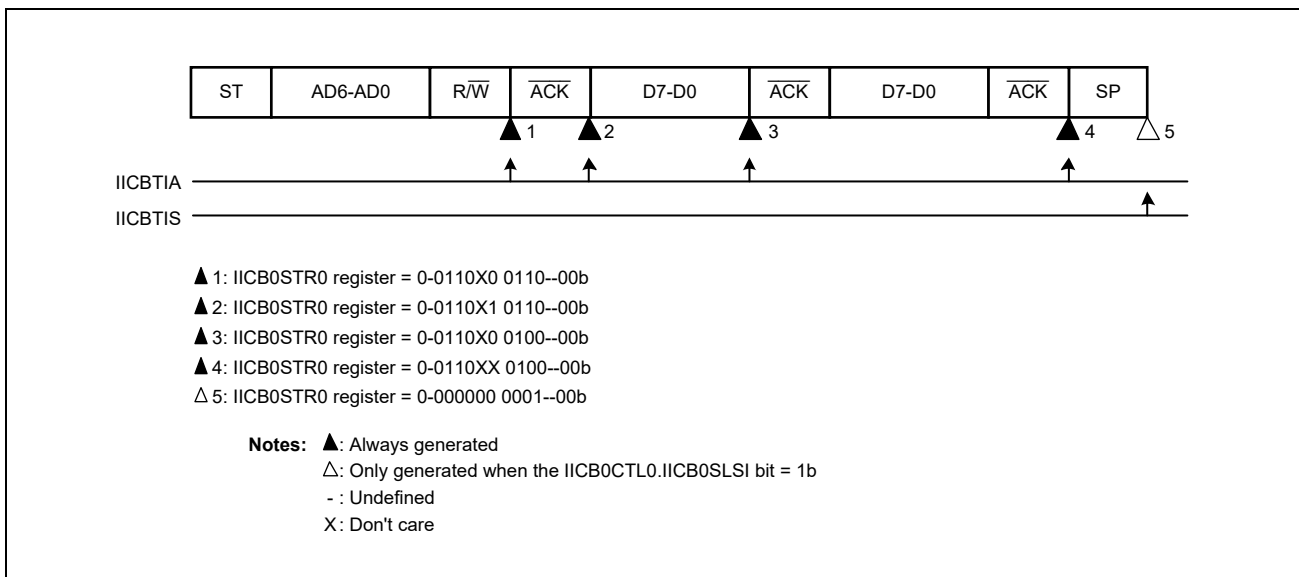 ST AD6-AD0 R/W̅ A̅C̅K̅ D7-D0 A̅C̅K̅ D7-D0 A̅C̅K̅ SP
▲1 ▲2 ▲3 ▲4 △5
IICBTIA
IICBTIS
▲1: IICB0STR0 register = 0-0110X0 0110--00b
▲2: IICB0STR0 register = 0-0110X1 0110--00b
▲3: IICB0STR0 register = 0-0110X0 0100--00b
▲4: IICB0STR0 register = 0-0110XX 0100--00b
△5: IICB0STR0 register = 0-000000 0001--00b
Notes: ▲: Always generated
△: Only generated when the IICB0CTL0.IICB0SLSI bit = 1b
- : Undefined
X: Don't care